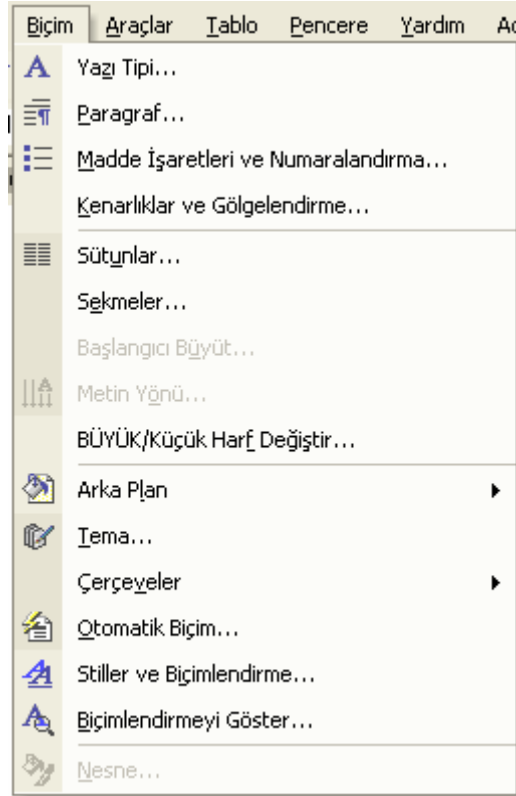 Biçim Araçlar Tablo Pencere Yardım
Yazı Tipi...
Paragraf...
Madde İşaretleri ve Numaralandırma...
Kenarlıklar ve Gölgelendirme...
Sütunlar...
Sekmeler...
Başlangıcı Büyüt...
Metin Yönü...
BÜYÜK/Küçük Harf Değiştir...
Arka Plan
Tema...
Çerçeveler
Otomatik Biçim...
Stiller ve Biçimlendirme...
Biçimlendirmeyi Göster...
Nesne...